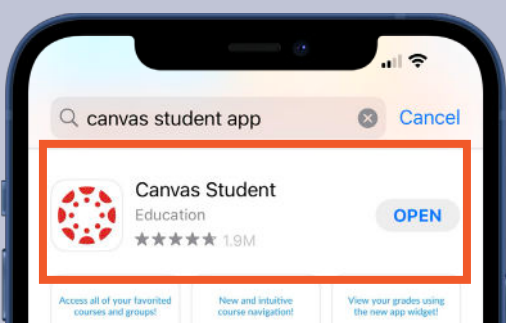 canvas student app Cancel
Canvas Student
Education
OPEN
1.9M
Access all of your favorited
courses and groups!
New and intuitive
course navigation!
View your grades using
the new app widget!